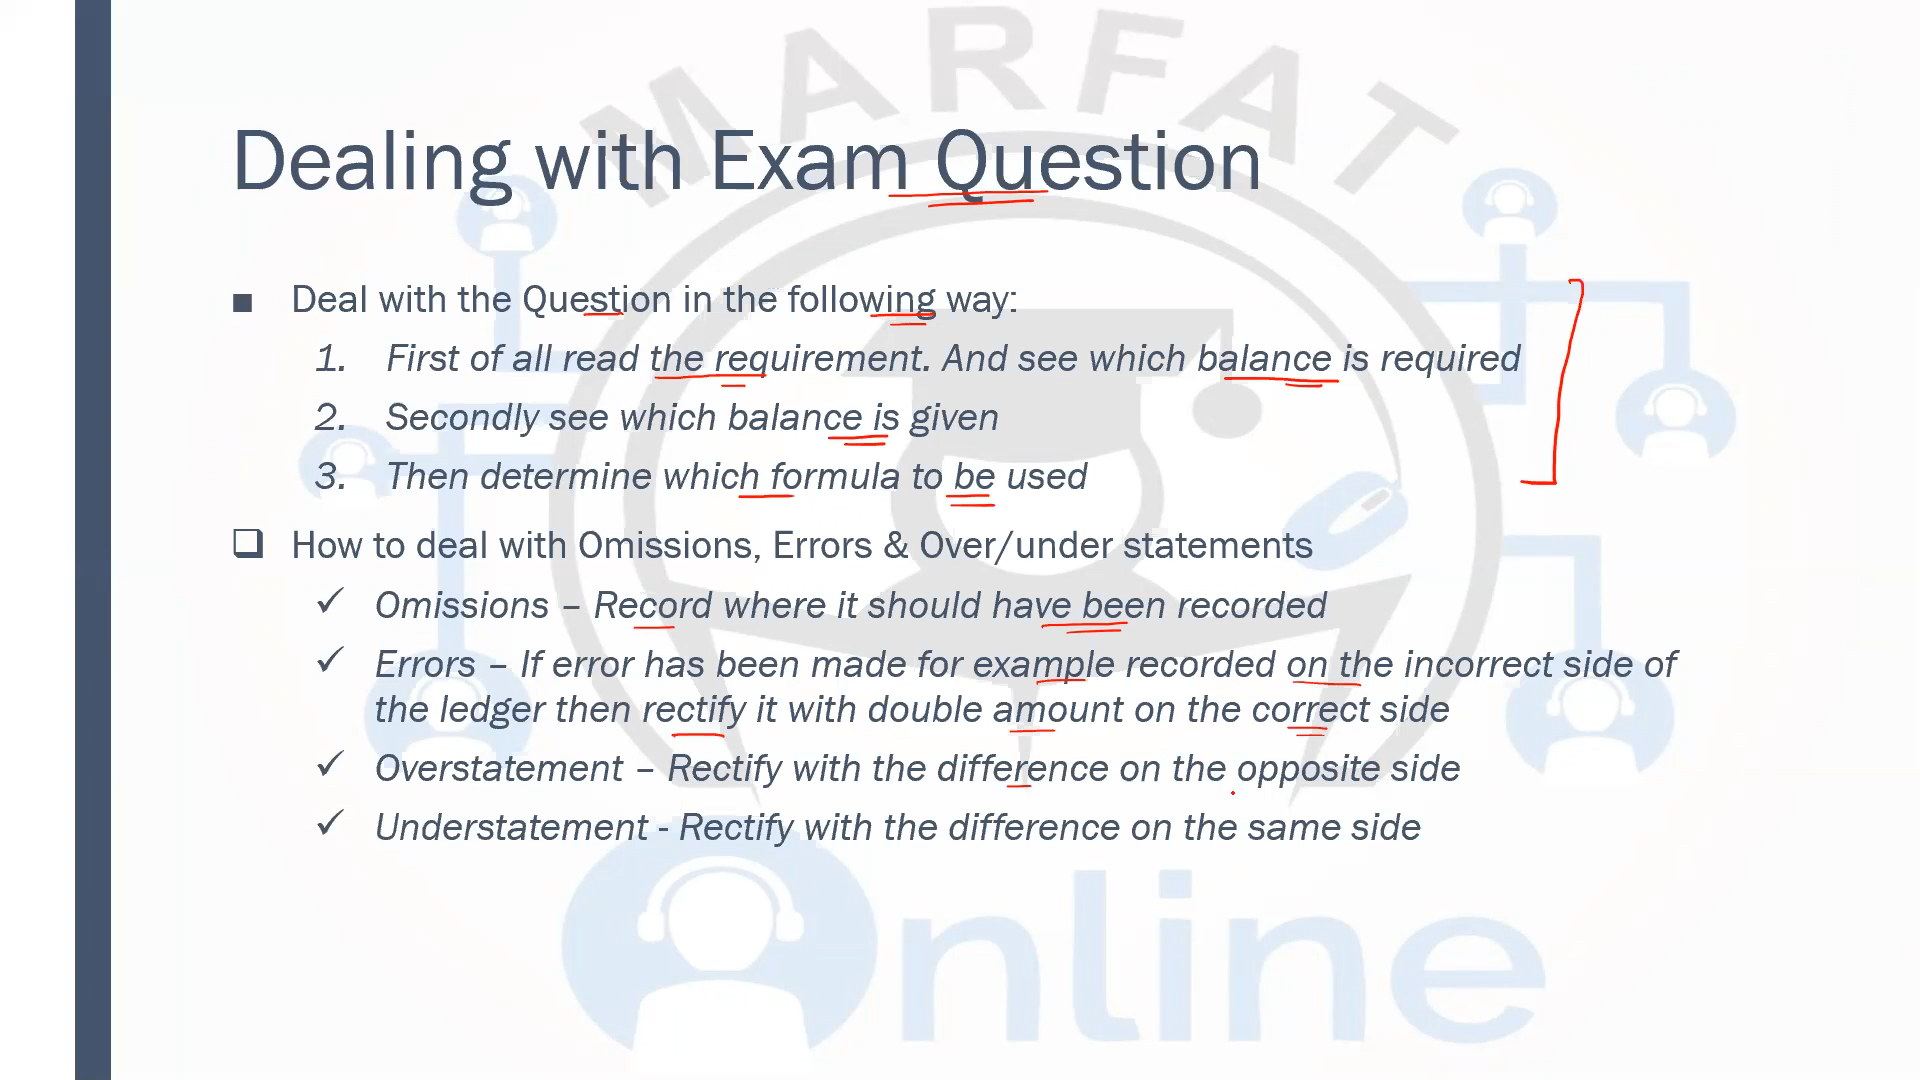 MARFAT
Dealing with Exam Question
■ Deal with the Question in the following way:
1. First of all read the requirement. And see which balance is required
2. Secondly see which balance is given
3. Then determine which formula to be used
❑ How to deal with Omissions, Errors & Over/under statements
✓ Omissions – Record where it should have been recorded
✓ Errors – If error has been made for example recorded on the incorrect side of
the ledger then rectify it with double amount on the correct side
✓ Overstatement – Rectify with the difference on the opposite side
✓ Understatement - Rectify with the difference on the same side
Online